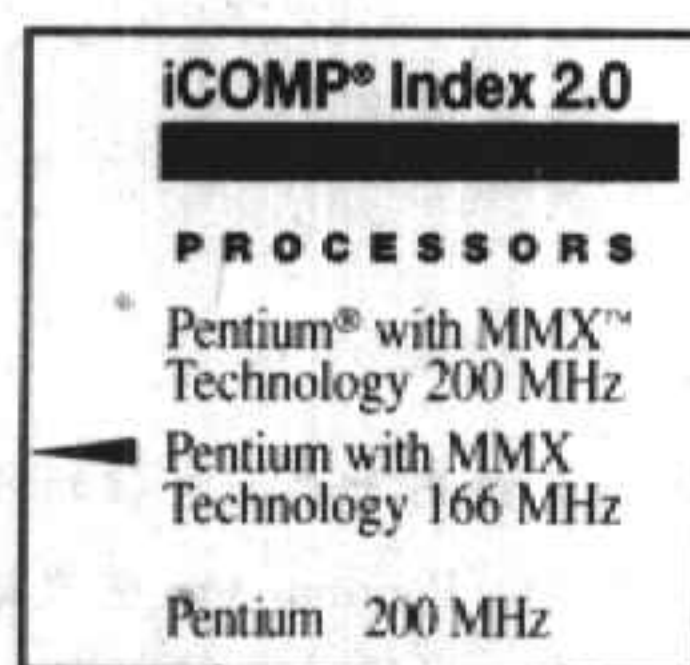 iCOMP® Index 2.0
PROCESSORS
Pentium® with MMX™
Technology 200 MHz
Pentium with MMX
Technology 166 MHz
Pentium 200 MHz